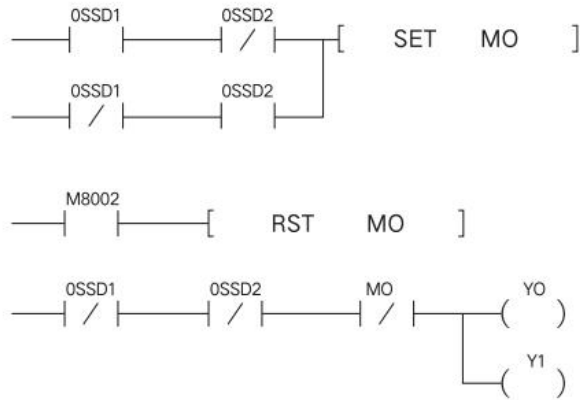 0SSD1 0SSD2
[ SET MO ]
0SSD1 0SSD2
M8002
[ RST MO ]
0SSD1 0SSD2 MO YO
Y1